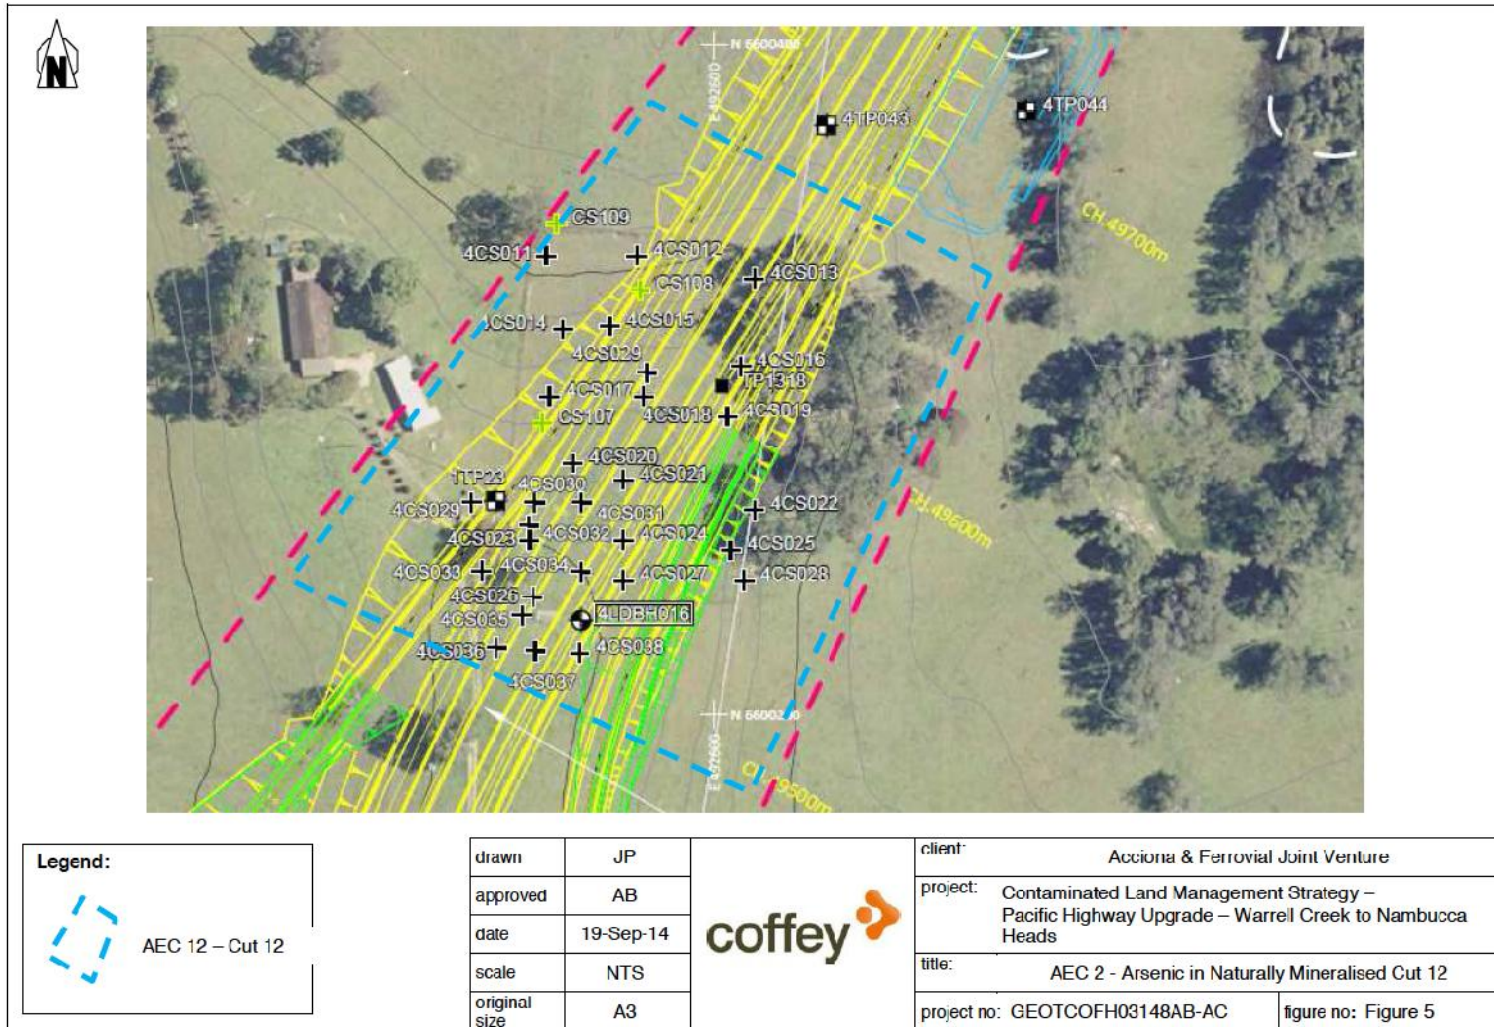 N
N 6600400
E 492600
4TP043
4TP044
CS109
4CS011
4CS012
CH.49700m
4CS013
CS108
4CS014
4CS015
4CS029
4CS016
TP1318
4CS017
4CS018
4CS019
CS107
4CS020
4CS021
1TP23
4CS030
4CS029
4CS031
4CS022
CH.49600m
4CS023
4CS032
4CS024
4CS025
4CS033
4CS034
4CS027
4CS028
4CS026
4CS035
4LDBH016
4CS036
4CS038
4CS037
N 6600200
E 492600
CH.49500m
Legend:
AEC 12 – Cut 12
drawn JP
approved AB
date 19-Sep-14
scale NTS
original
size A3
coffey
client: Acciona & Ferrovial Joint Venture
project: Contaminated Land Management Strategy –
Pacific Highway Upgrade – Warrell Creek to Nambucca
Heads
title: AEC 2 - Arsenic in Naturally Mineralised Cut 12
project no: GEOTCOFH03148AB-AC figure no: Figure 5